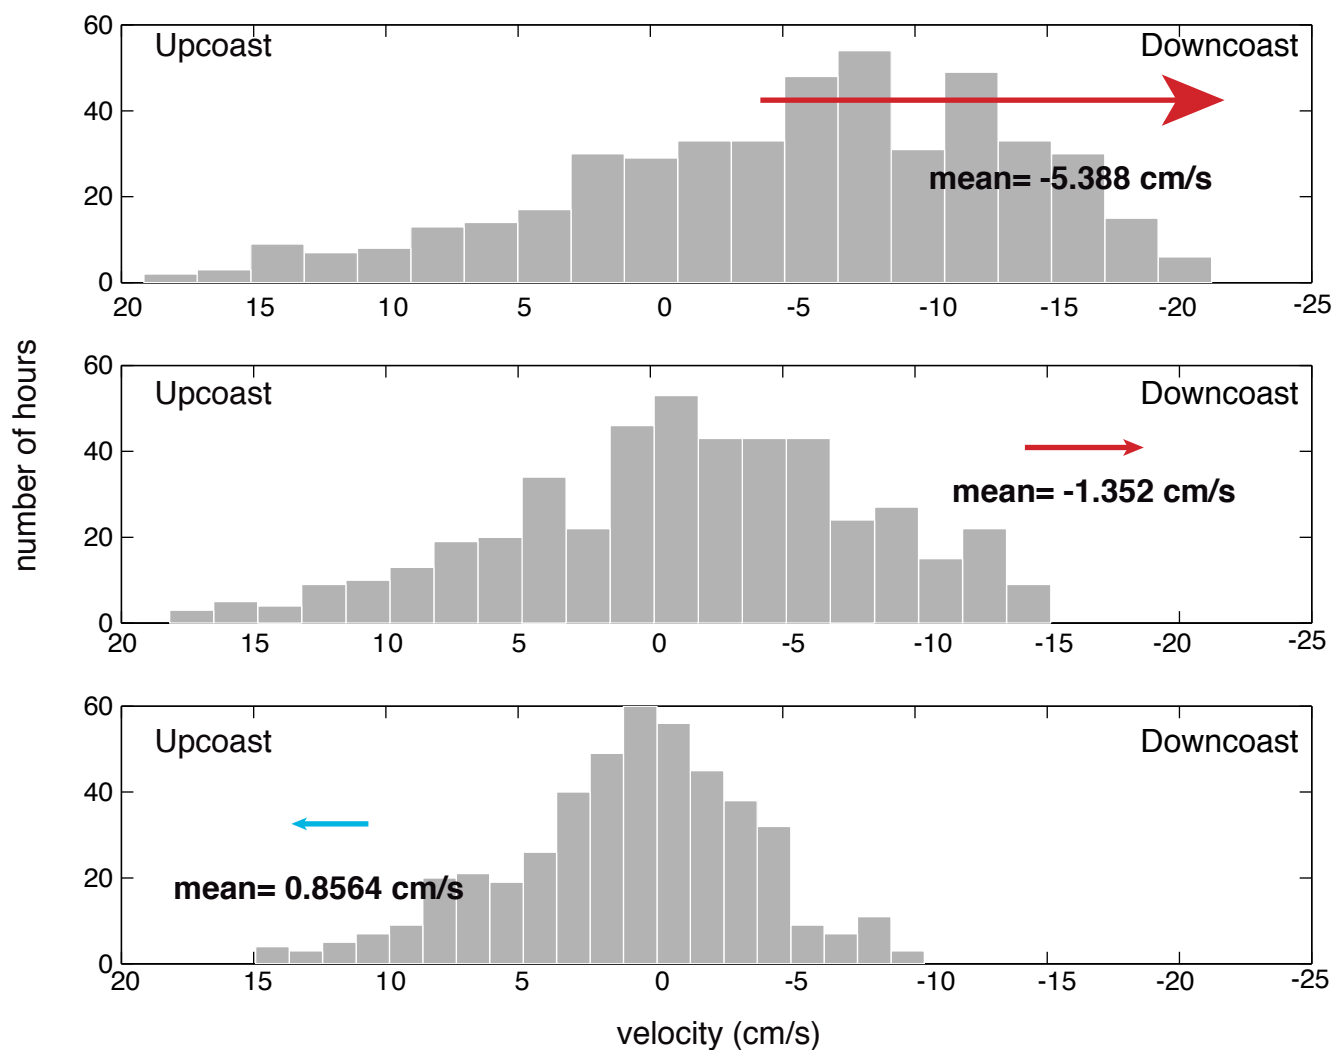 60
Upcoast
Downcoast
40
mean= -5.388 cm/s
20
0
20 15 10 5 0 -5 -10 -15 -20 -25
number of hours
60
Upcoast
Downcoast
40
mean= -1.352 cm/s
20
0
20 15 10 5 0 -5 -10 -15 -20 -25
60
Upcoast
Downcoast
40
mean= 0.8564 cm/s
20
0
20 15 10 5 0 -5 -10 -15 -20 -25
velocity (cm/s)